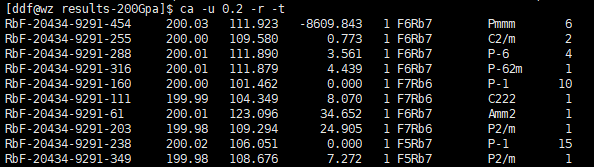 [ddf@wz results-200Gpa]$ ca -u 0.2 -r -t
RbF-20434-9291-454 200.03 111.923 -8609.843 1 F6Rb7 Pmmm 6
RbF-20434-9291-255 200.00 109.580 0.773 1 F6Rb7 C2/m 2
RbF-20434-9291-288 200.01 111.890 3.561 1 F6Rb7 P-6 4
RbF-20434-9291-316 200.01 111.879 4.439 1 F6Rb7 P-62m 1
RbF-20434-9291-160 200.00 101.462 0.000 1 F7Rb6 P-1 10
RbF-20434-9291-111 199.99 104.349 8.070 1 F7Rb6 C222 1
RbF-20434-9291-61 200.01 123.096 34.652 1 F6Rb7 Amm2 1
RbF-20434-9291-203 199.98 109.294 24.905 1 F7Rb6 P2/m 1
RbF-20434-9291-238 200.02 106.051 0.000 1 F5Rb7 P-1 15
RbF-20434-9291-349 199.98 108.676 7.272 1 F6Rb7 P2/m 1